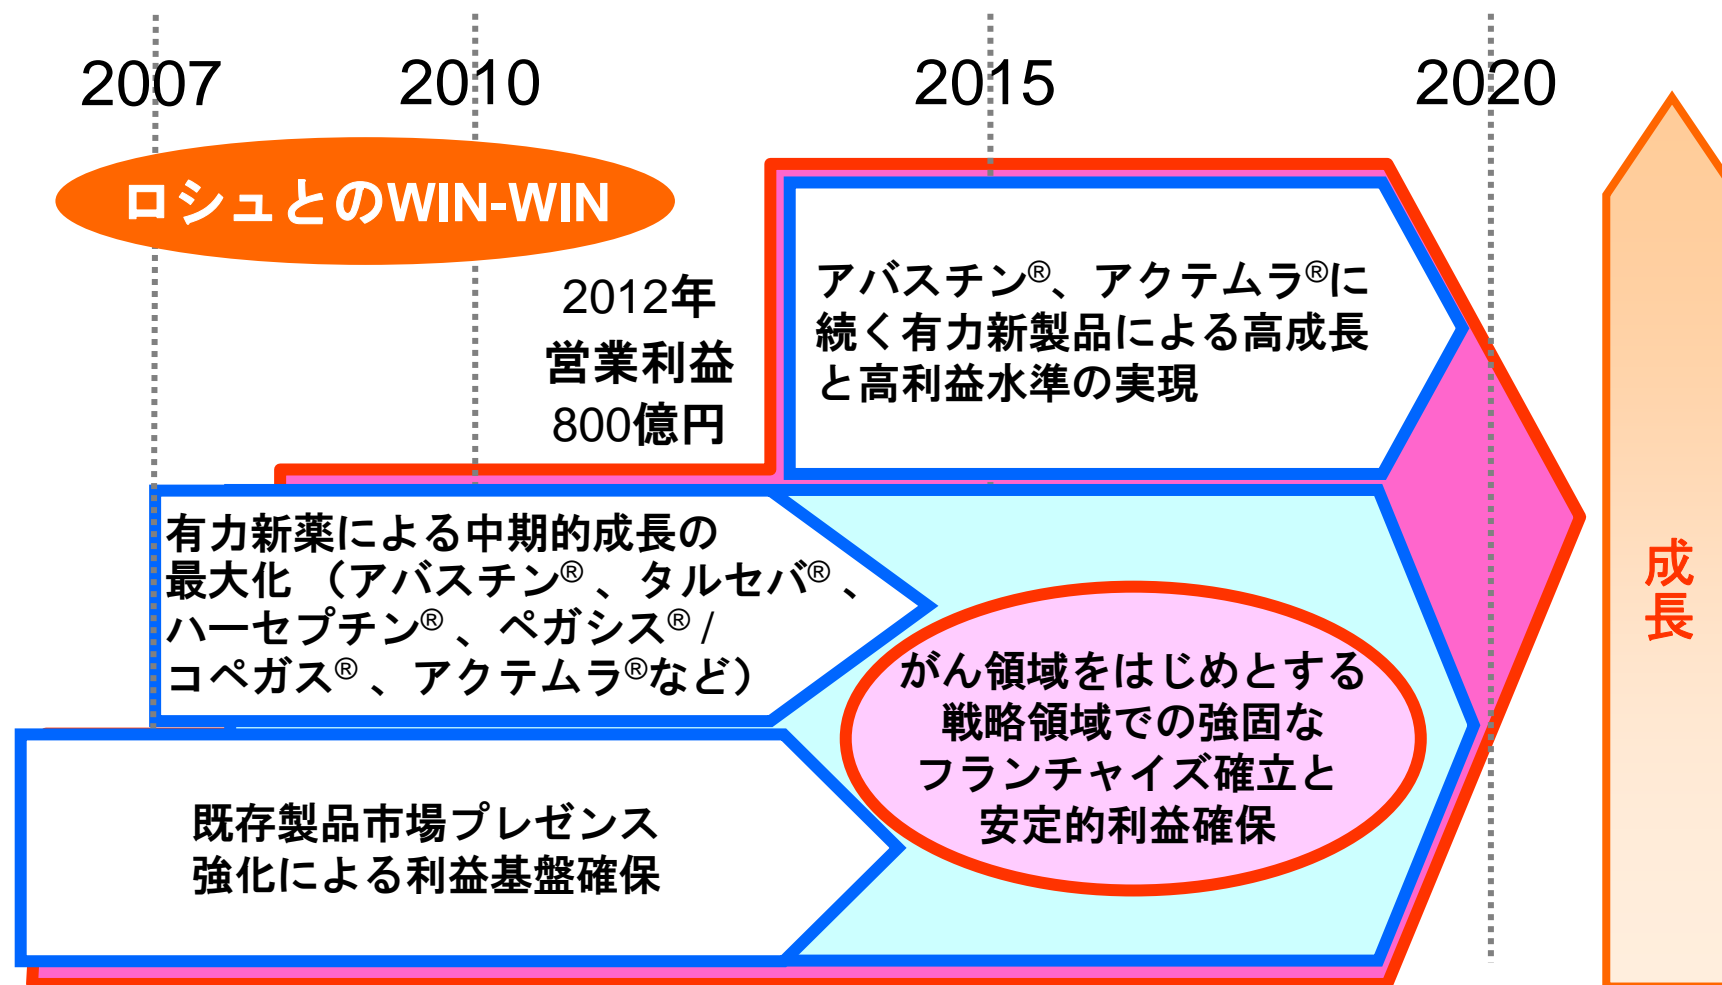 2007 2010 2015 2020
ロシュとのWIN-WIN
2012年
営業利益
800億円
アバスチン®、アクテムラ®に
続く有力新製品による高成長
と高利益水準の実現
有力新薬による中期的成長の
最大化 （アバスチン® 、タルセバ® 、
ハーセプチン® 、ペガシス® /
コペガス® 、アクテムラ®など）
がん領域をはじめとする
戦略領域での強固な
フランチャイズ確立と
安定的利益確保
既存製品市場プレゼンス
強化による利益基盤確保
成長